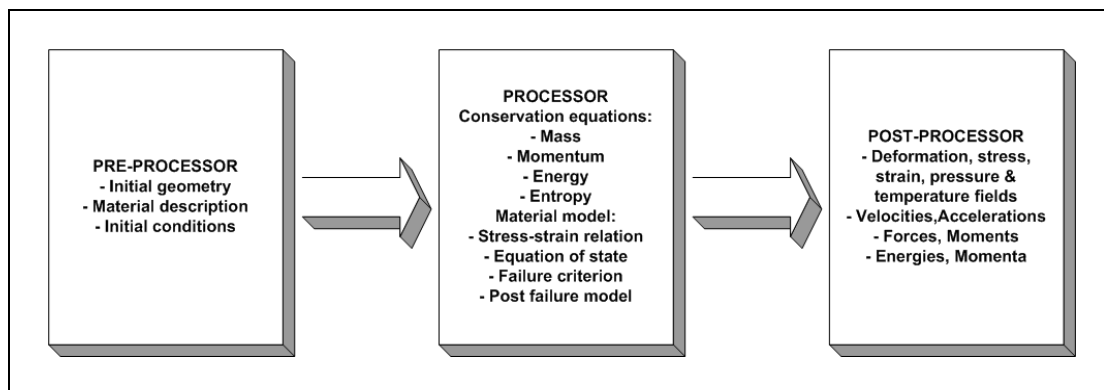 PRE-PROCESSOR
- Initial geometry
- Material description
- Initial conditions
PROCESSOR
Conservation equations:
- Mass
- Momentum
- Energy
- Entropy
Material model:
- Stress-strain relation
- Equation of state
- Failure criterion
- Post failure model
POST-PROCESSOR
- Deformation, stress,
strain, pressure &
temperature fields
- Velocities,Accelerations
- Forces, Moments
- Energies, Momenta